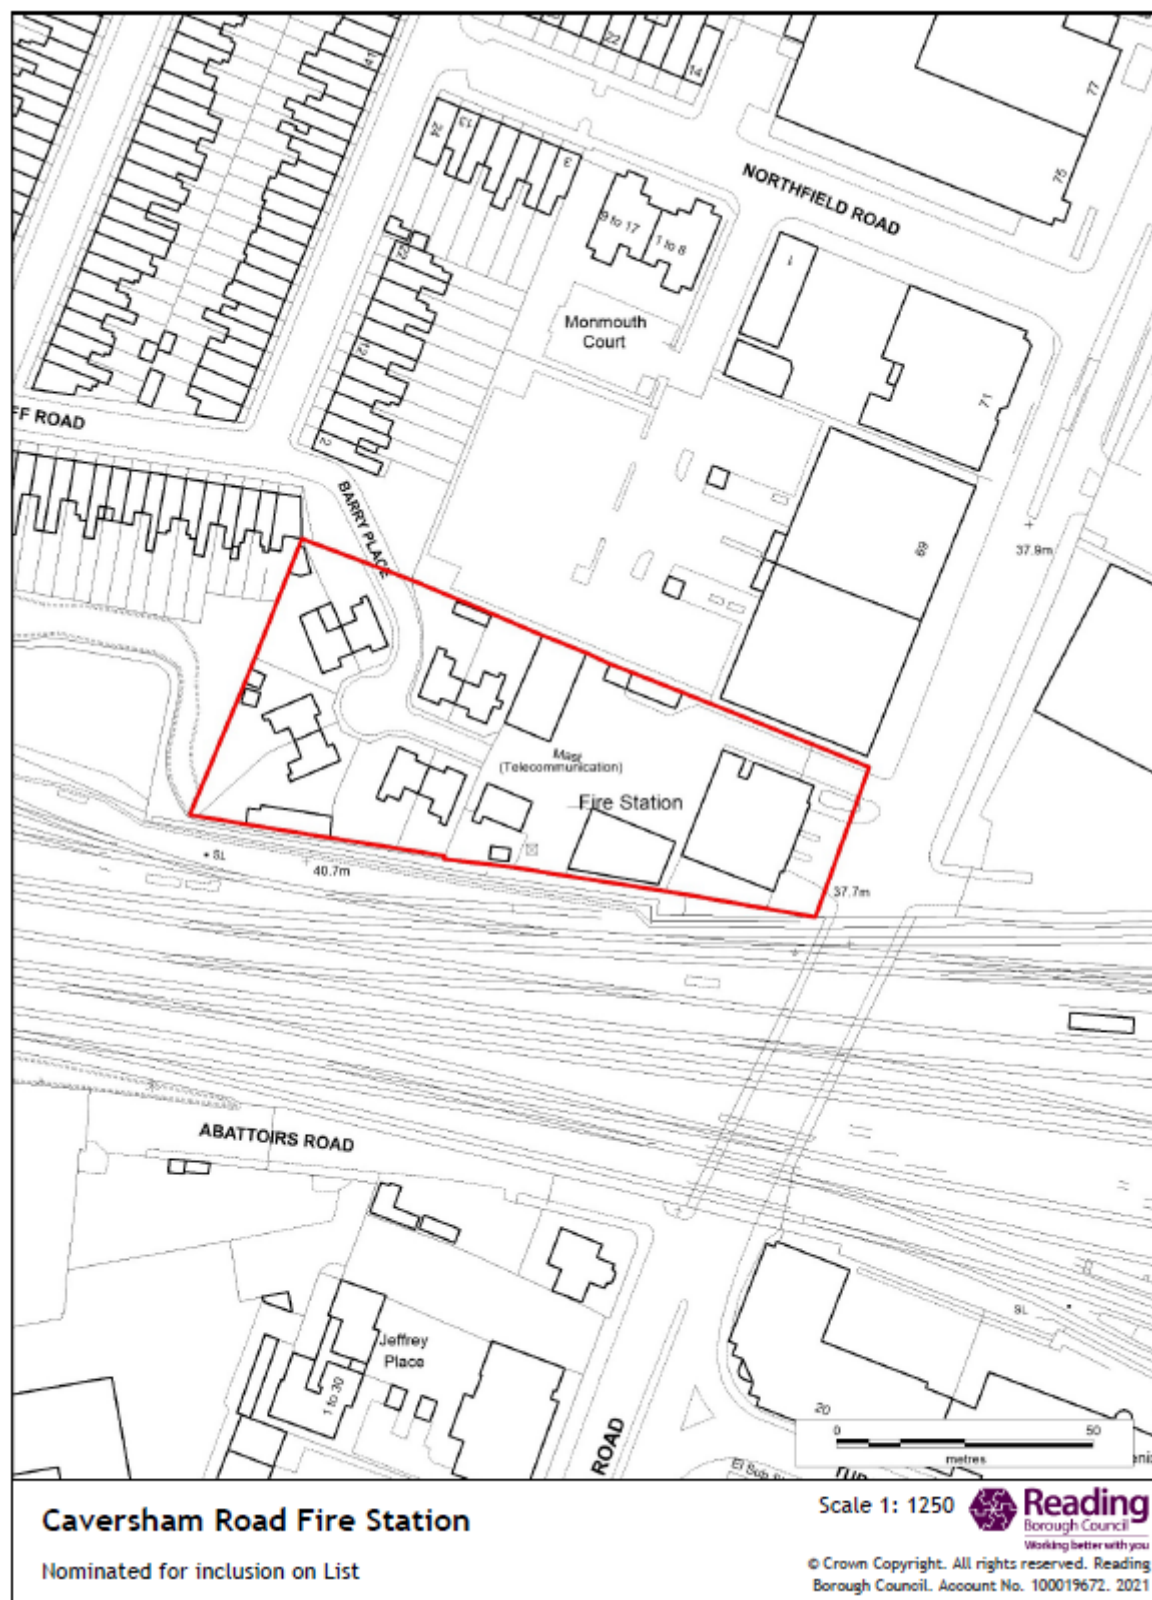 41
22
14
77
75
24
13
3
NORTHFIELD ROAD
9 to 17
1 to 8
22
1
Monmouth
Court
12
71
FF ROAD
2
BARRY PLACE
69
37.9m
Mast
(Telecommunication)
Fire Station
SL
40.7m
37.7m
ABATTOIRS ROAD
Jeffrey
Place
1 to 30
SL
20
ROAD
El Sub S
0
50
metres
Caversham Road Fire Station
Nominated for inclusion on List
Scale 1: 1250
Reading
Borough Council
Working better with you
© Crown Copyright. All rights reserved. Reading
Borough Council. Account No. 100019672. 2021